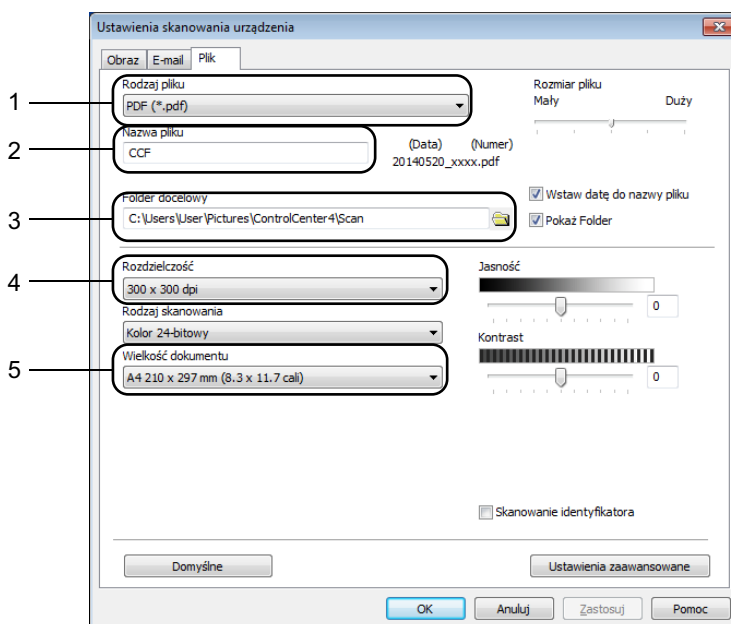 Ustawienia skanowania urządzenia
Obraz E-mail Plik
Rodzaj pliku
1 PDF (*.pdf)
Rozmiar pliku
Mały Duży
Nazwa pliku
2 CCF
(Data) (Numer)
20140520_xxxx.pdf
Folder docelowy
3 C:\Users\User\Pictures\ControlCenter4\Scan
Wstaw datę do nazwy pliku
Pokaż Folder
Rozdzielczość
4 300 x 300 dpi
Rodzaj skanowania
Kolor 24-bitowy
Wielkość dokumentu
5 A4 210 x 297 mm (8.3 x 11.7 cali)
Jasność
0
Kontrast
0
Skanowanie identyfikatora
Domyślne Ustawienia zaawansowane
OK Anuluj Zastosuj Pomoc